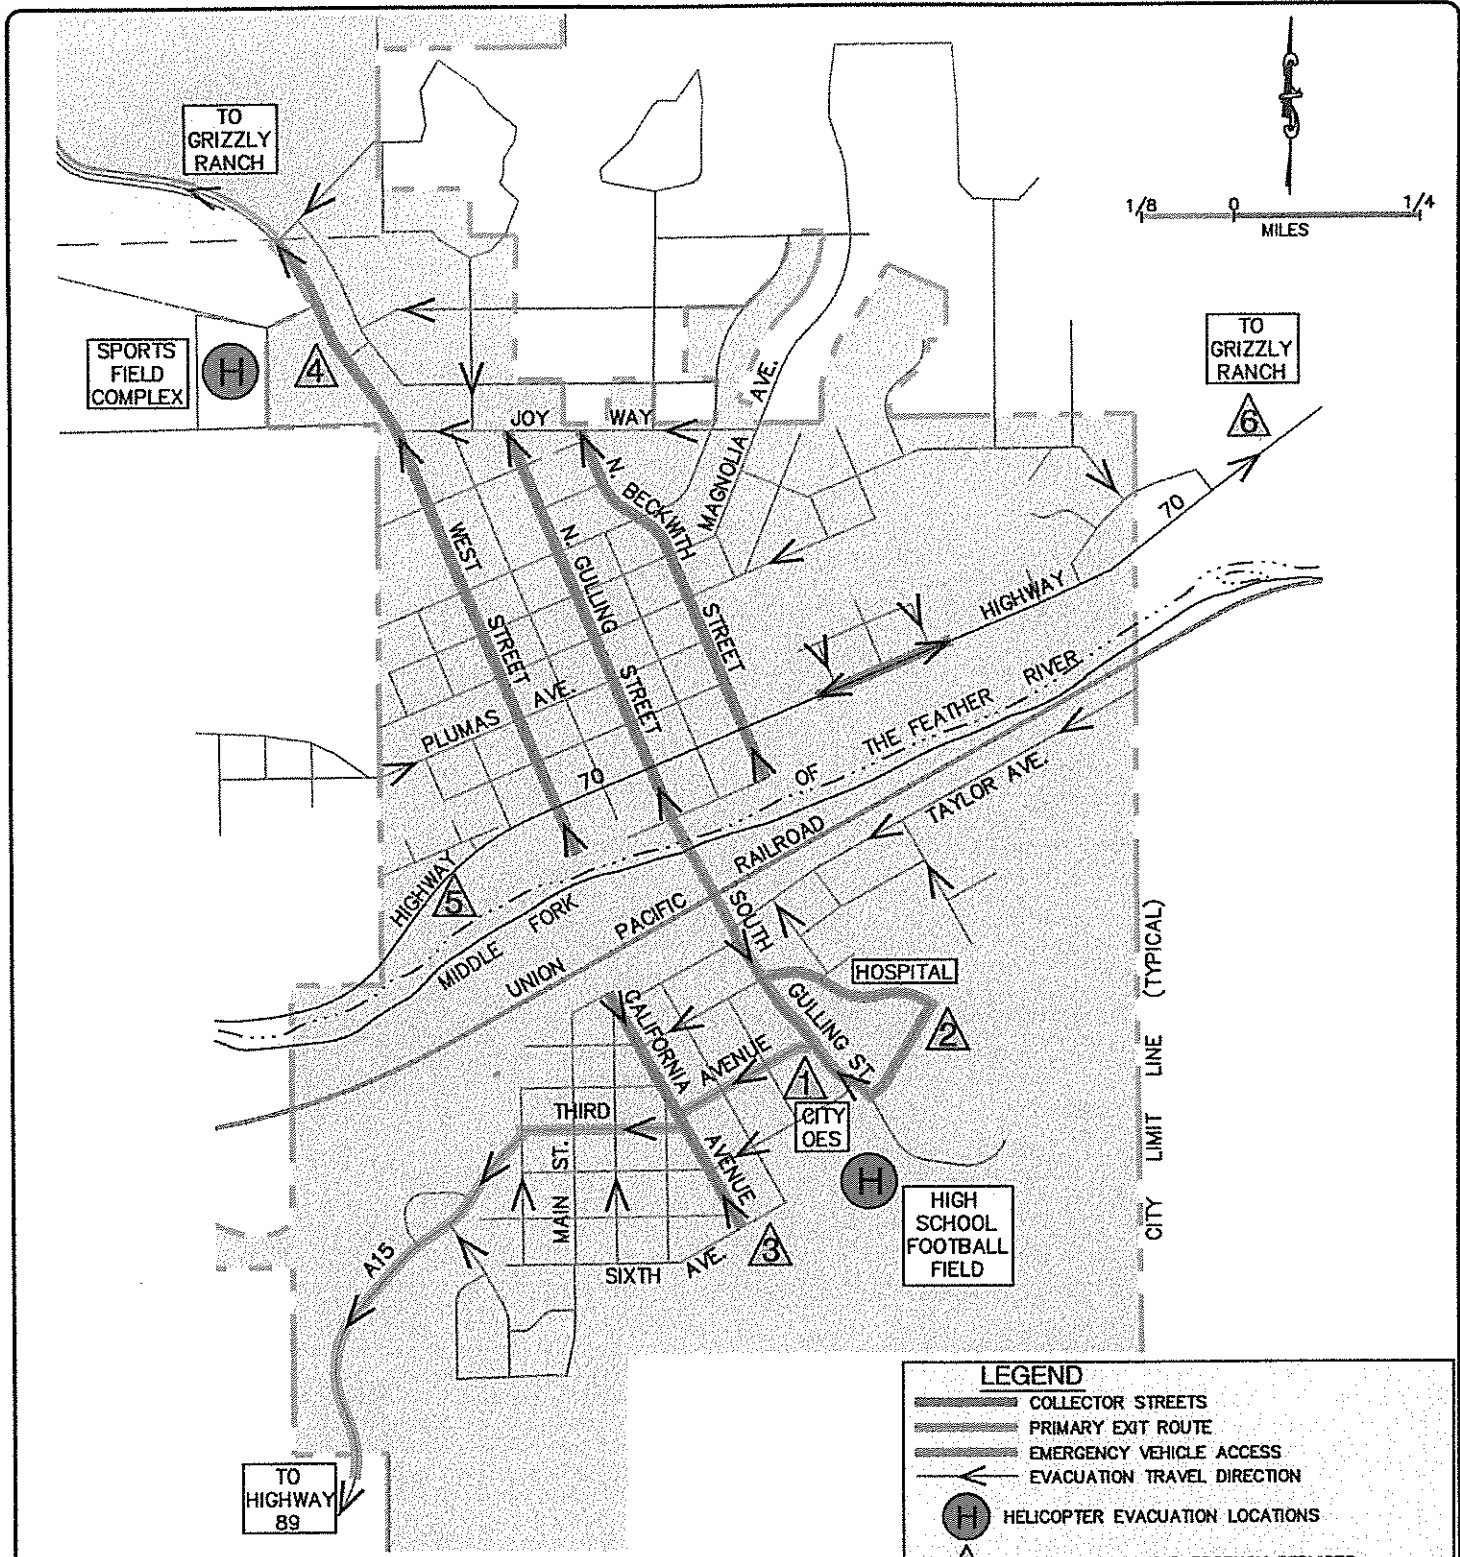 TO
GRIZZLY
RANCH
1/8 0 1/4
MILES
TO
GRIZZLY
RANCH
SPORTS
FIELD
COMPLEX
H
4
6
JOY WAY
MAGNOLIA AVE.
N. BECKWITH STREET
WEST STREET
N. GULLING STREET
HIGHWAY 70
PLUMAS AVE.
70
HIGHWAY
5
MIDDLE FORK OF THE FEATHER RIVER
UNION PACIFIC RAILROAD
TAYLOR AVE.
SOUTH GULLING ST.
HOSPITAL
2
CALIFORNIA AVENUE
THIRD AVENUE
1
CITY
OES
MAIN ST.
H
HIGH
SCHOOL
FOOTBALL
FIELD
3
SIXTH AVE.
A15
CITY LIMIT LINE (TYPICAL)
TO
HIGHWAY
89
LEGEND
COLLECTOR STREETS
PRIMARY EXIT ROUTE
EMERGENCY VEHICLE ACCESS
EVACUATION TRAVEL DIRECTION
H HELICOPTER EVACUATION LOCATIONS